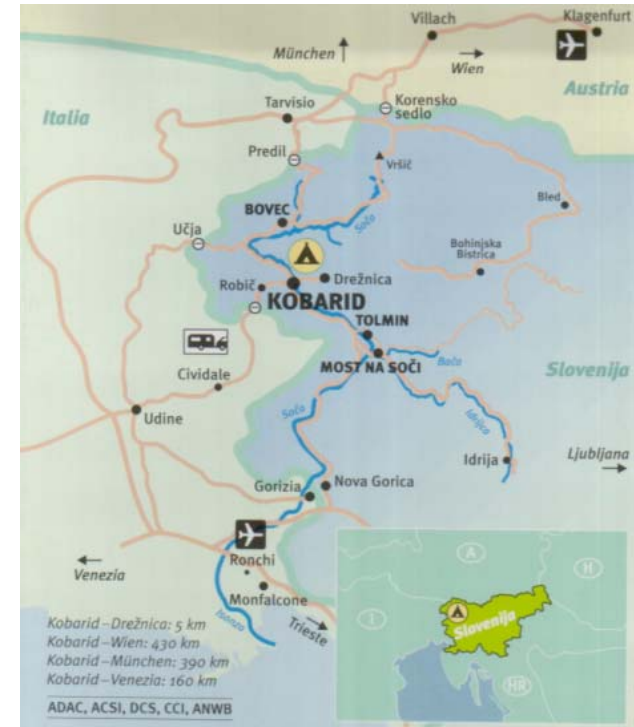 Villach
Klagenfurt
München
Wien
Austria
Italia
Tarvisio
Korensko
sedlo
Predil
Vršič
BOVEC
Soča
Bled
Učja
Bohinjska
Bistrica
Robič
Drežnica
KOBARID
TOLMIN
MOST NA SOČI
Bača
Slovenija
Cividale
Soča
Idrijca
Udine
Idrija
Ljubljana
Gorizia
Nova Gorica
Ronchi
Venezia
Monfalcone
Isonzo
Trieste
Kobarid–Drežnica: 5 km
Kobarid–Wien: 430 km
Kobarid–München: 390 km
Kobarid–Venezia: 160 km
ADAC, ACSI, DCS, CCI, ANWB
A
H
I
Slovenija
HR